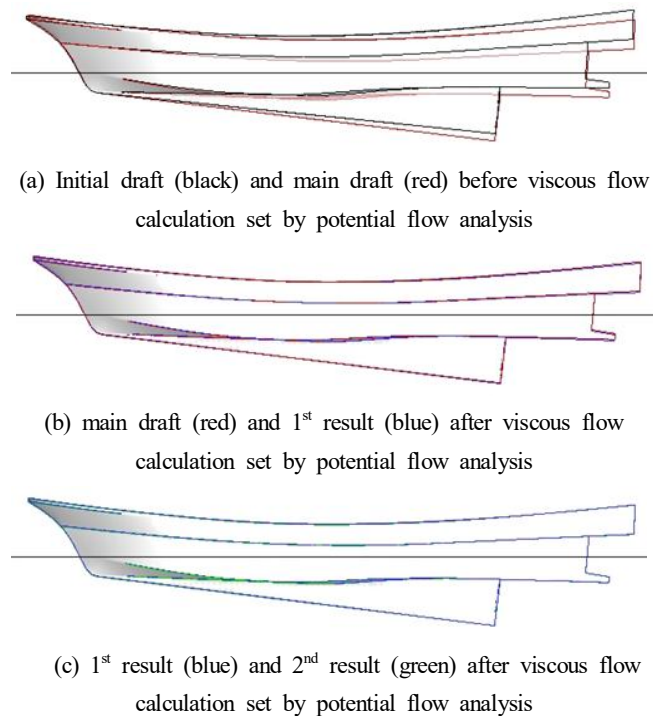 (a) Initial draft (black) and main draft (red) before viscous flow
calculation set by potential flow analysis
(b) main draft (red) and 1st result (blue) after viscous flow
calculation set by potential flow analysis
(c) 1st result (blue) and 2nd result (green) after viscous flow
calculation set by potential flow analysis